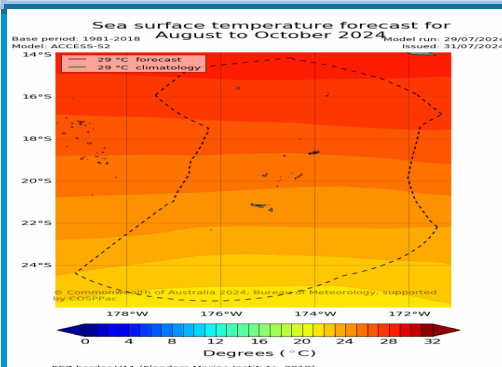 Sea surface temperature forecast for
August to October 2024
Base period: 1981-2018
Model: ACCESS-S2
Model run: 29/07/2024
Issued: 31/07/2024
29 °C forecast
29 °C climatology
14°S
16°S
18°S
20°S
22°S
24°S
© Commonwealth of Australia 2024, Bureau of Meteorology, supported
by COSPPac
178°W 176°W 174°W 172°W
0 4 8 12 16 20 24 28 32
Degrees (°C)